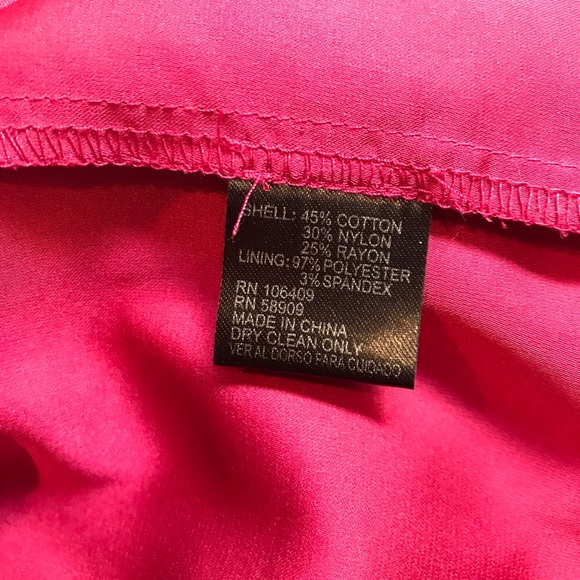 SHELL: 45% COTTON
30% NYLON
25% RAYON
LINING: 97% POLYESTER
3% SPANDEX
RN 106409
RN 58909
MADE IN CHINA
DRY CLEAN ONLY
VER AL DORSO PARA CUIDADO